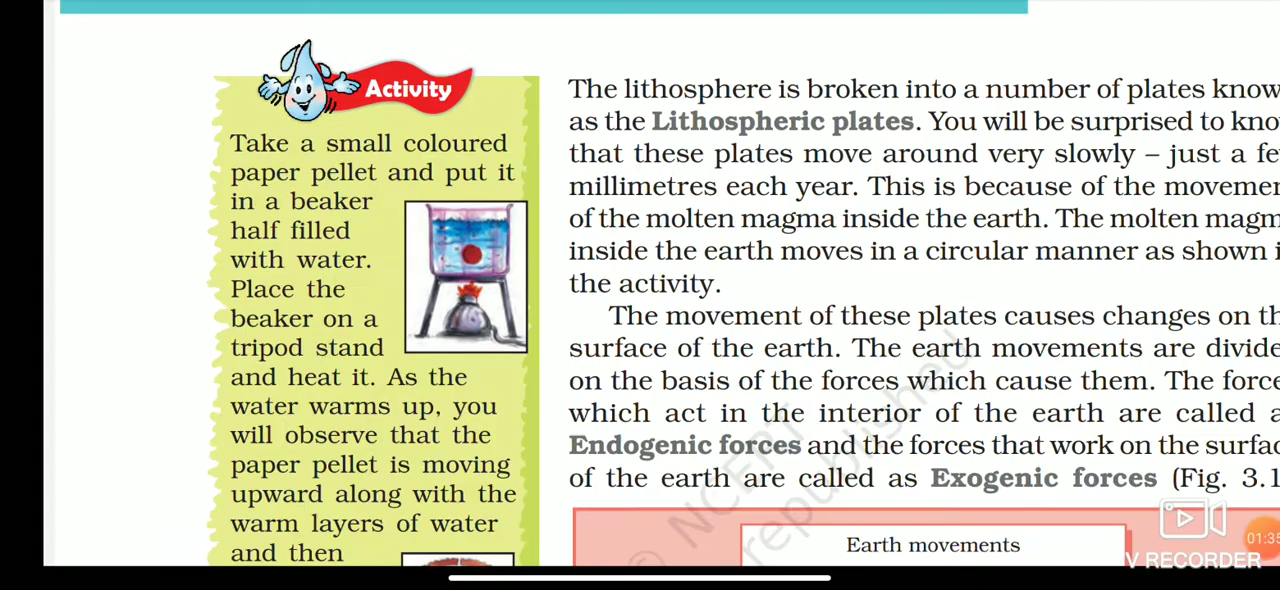 Activity
Take a small coloured
paper pellet and put it
in a beaker
half filled
with water.
Place the
beaker on a
tripod stand
and heat it. As the
water warms up, you
will observe that the
paper pellet is moving
upward along with the
warm layers of water
and then
The lithosphere is broken into a number of plates know
as the Lithospheric plates. You will be surprised to kno
that these plates move around very slowly – just a fe
millimetres each year. This is because of the movemen
of the molten magma inside the earth. The molten magm
inside the earth moves in a circular manner as shown i
the activity.
The movement of these plates causes changes on th
surface of the earth. The earth movements are divide
on the basis of the forces which cause them. The force
which act in the interior of the earth are called a
Endogenic forces and the forces that work on the surfac
of the earth are called as Exogenic forces (Fig. 3.1
Earth movements
© NCERT
republished
V RECORDER
01:35